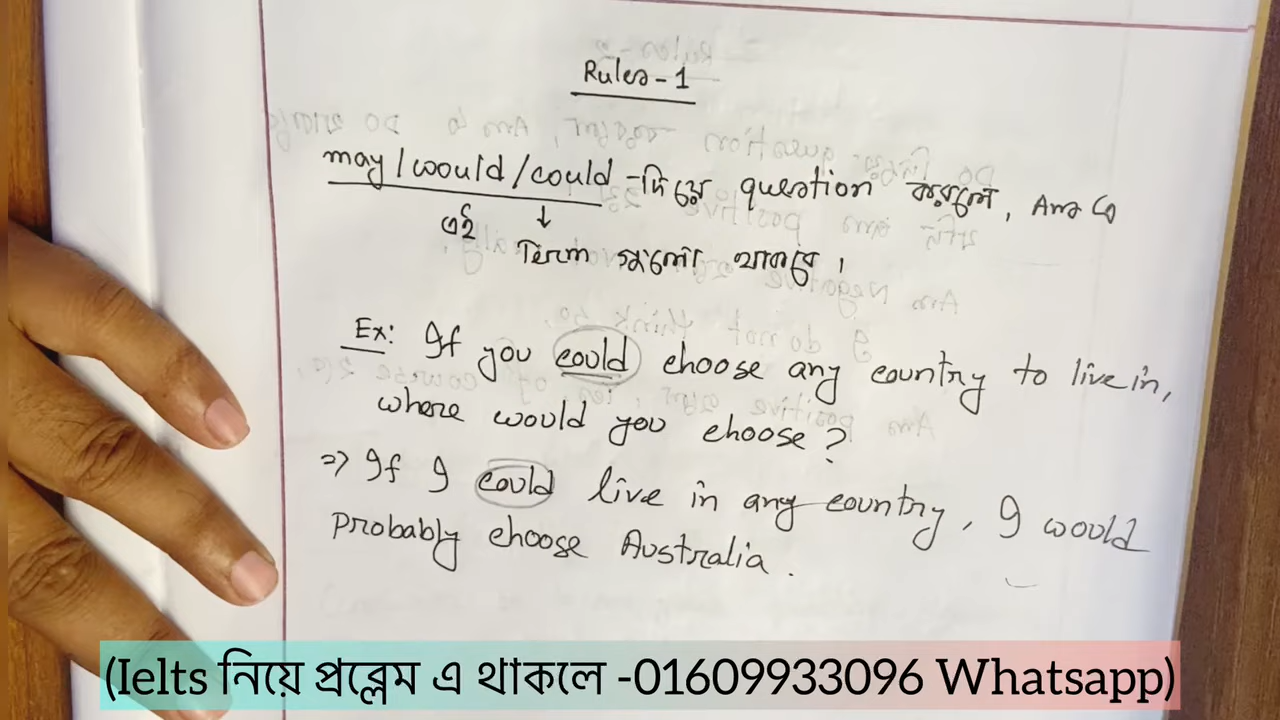 Rules-1
may/would/could -দিয়ে question করলে, Ans এ
এই ↓
Term গুলো থাকবে।
Ex: If you could choose any country to live in,
where would you choose?
=> If I could live in any country, I would
probably choose Australia.
(Ielts নিয়ে প্রব্লেম এ থাকলে -01609933096 Whatsapp)